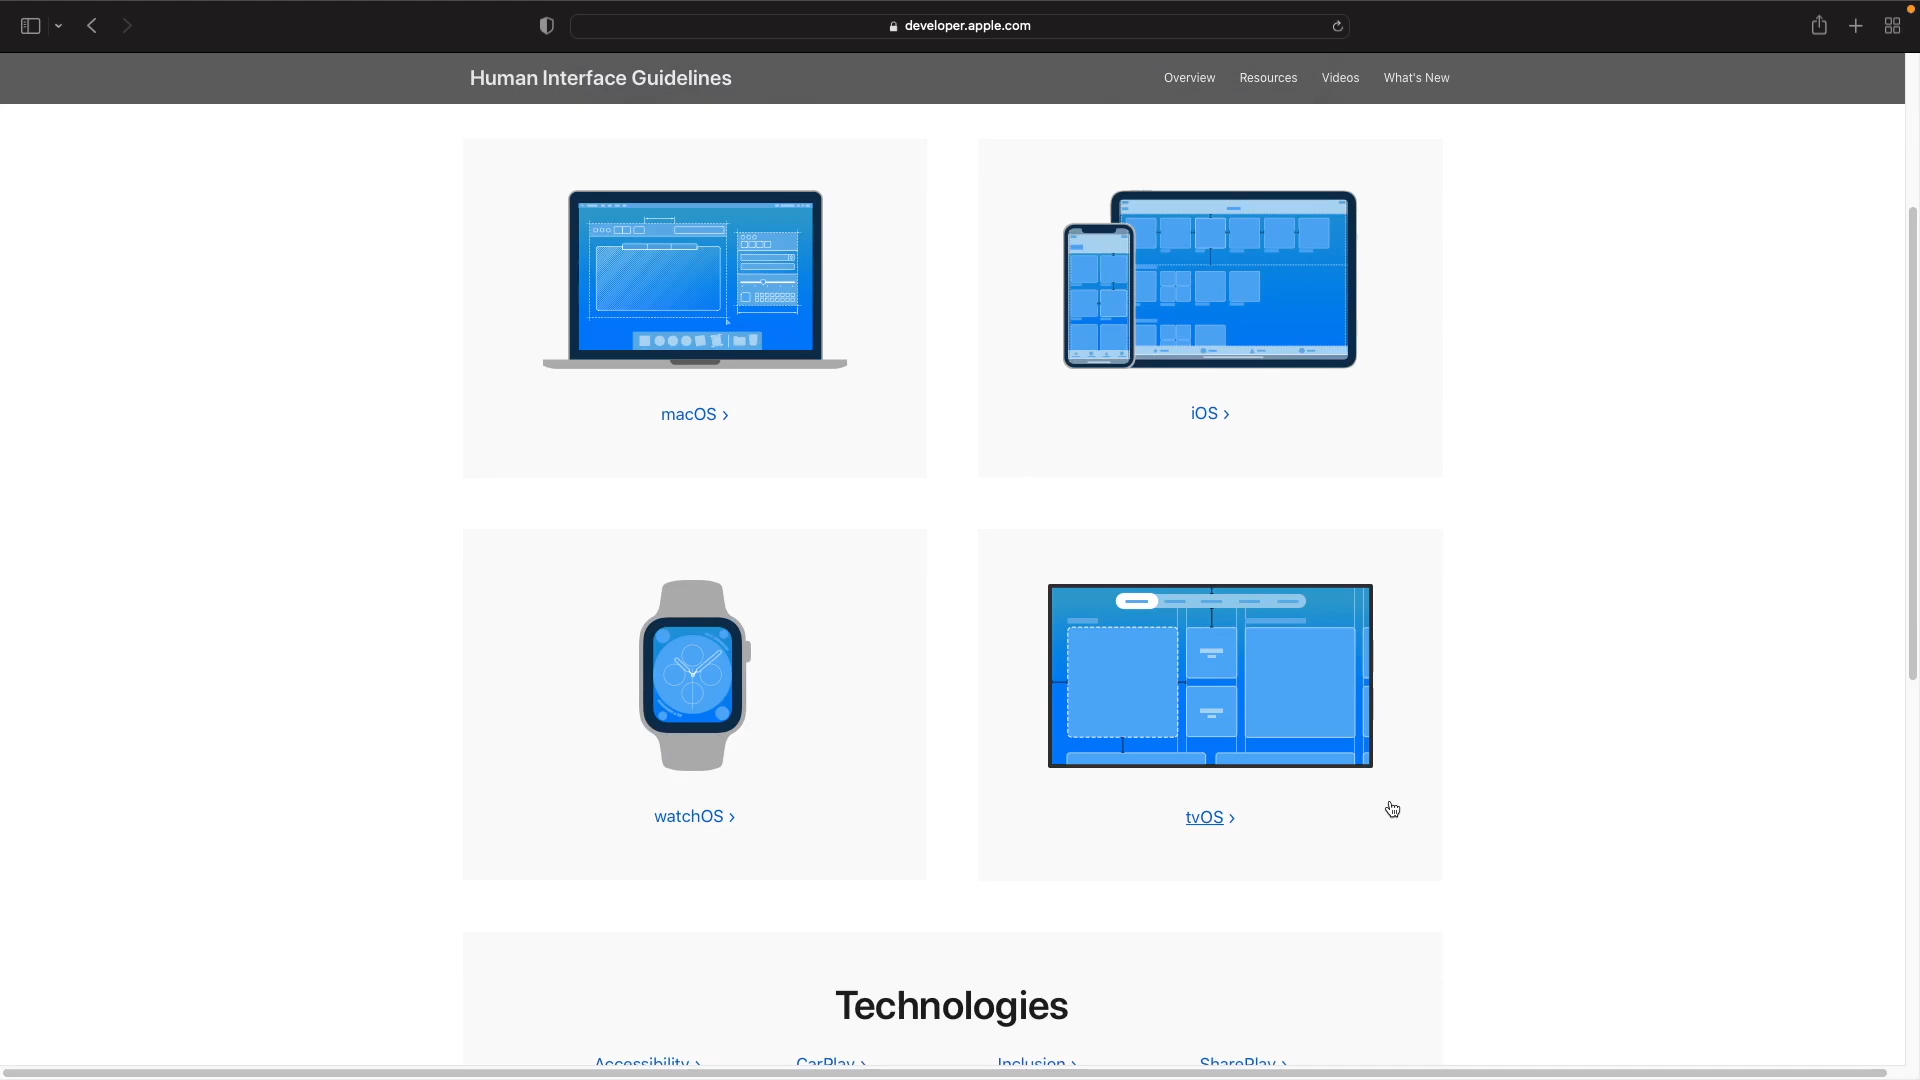 developer.apple.com
Human Interface Guidelines
Overview Resources Videos What's New
macOS ›
iOS ›
watchOS ›
tvOS ›
Technologies
Accessibility › CarPlay › Inclusion › SharePlay ›